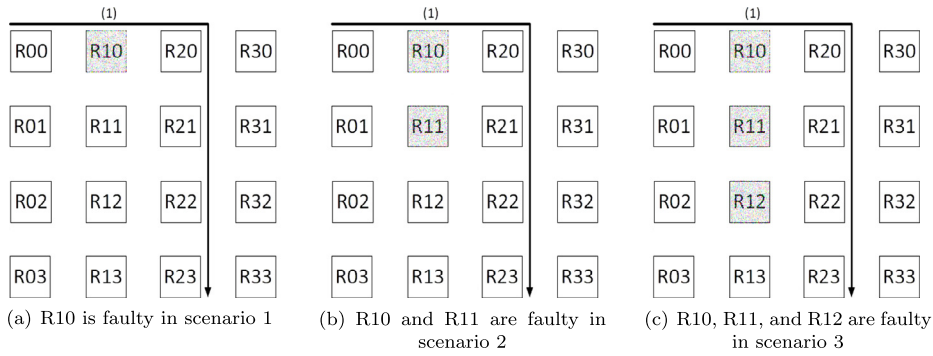 (1) (1) (1)
R00 R10 R20 R30 R00 R10 R20 R30 R00 R10 R20 R30
R01 R11 R21 R31 R01 R11 R21 R31 R01 R11 R21 R31
R02 R12 R22 R32 R02 R12 R22 R32 R02 R12 R22 R32
R03 R13 R23 R33 R03 R13 R23 R33 R03 R13 R23 R33
(a) R10 is faulty in scenario 1
(b) R10 and R11 are faulty in
scenario 2
(c) R10, R11, and R12 are faulty
in scenario 3